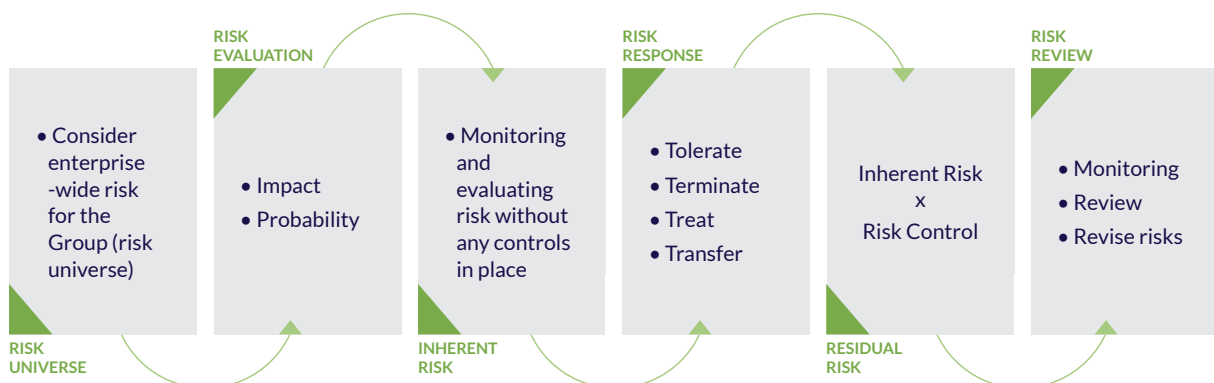 RISK
UNIVERSE
• Consider
enterprise
-wide risk
for the
Group (risk
universe)
RISK
EVALUATION
• Impact
• Probability
INHERENT
RISK
• Monitoring
and
evaluating
risk without
any controls
in place
RISK
RESPONSE
• Tolerate
• Terminate
• Treat
• Transfer
RESIDUAL
RISK
Inherent Risk
x
Risk Control
RISK
REVIEW
• Monitoring
• Review
• Revise risks